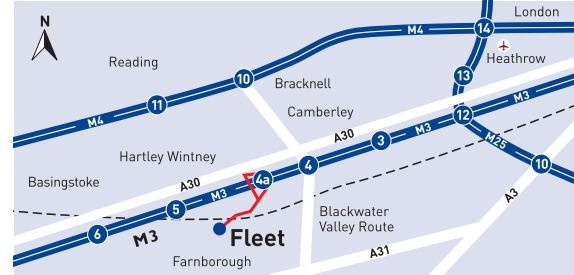 London
N
14
M4
Heathrow
Reading
13
10
Bracknell
11
Camberley
M3
M4
12
A30
M3
3
M25
Hartley Wintney
4
10
Basingstoke
A30
4a
M3
A3
5
Blackwater
Valley Route
6
M3
Fleet
A31
Farnborough